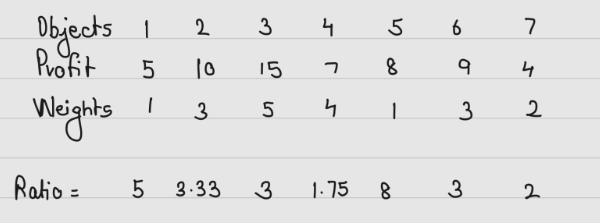 Objects 1 2 3 4 5 6 7
Profit 5 10 15 7 8 9 4
Weights 1 3 5 4 1 3 2
Ratio = 5 3.33 3 1.75 8 3 2